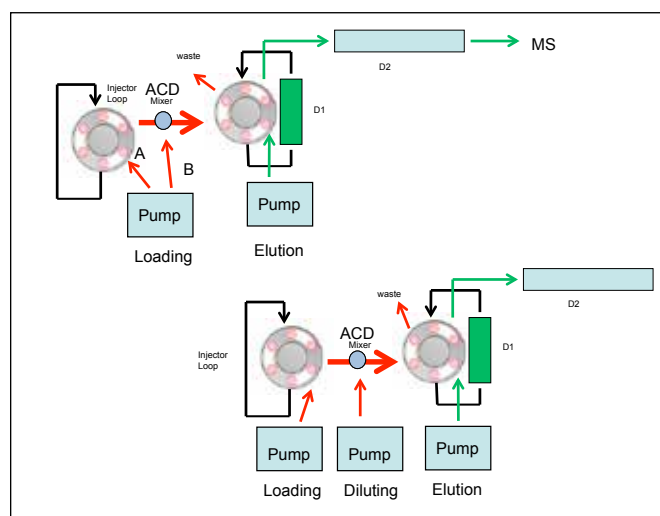 MS
D2
waste
ACD
Mixer
Injector
Loop
D1
A
B
Pump
Pump
Loading
Elution
D2
waste
ACD
Mixer
Injector
Loop
D1
Pump
Pump
Pump
Loading
Diluting
Elution